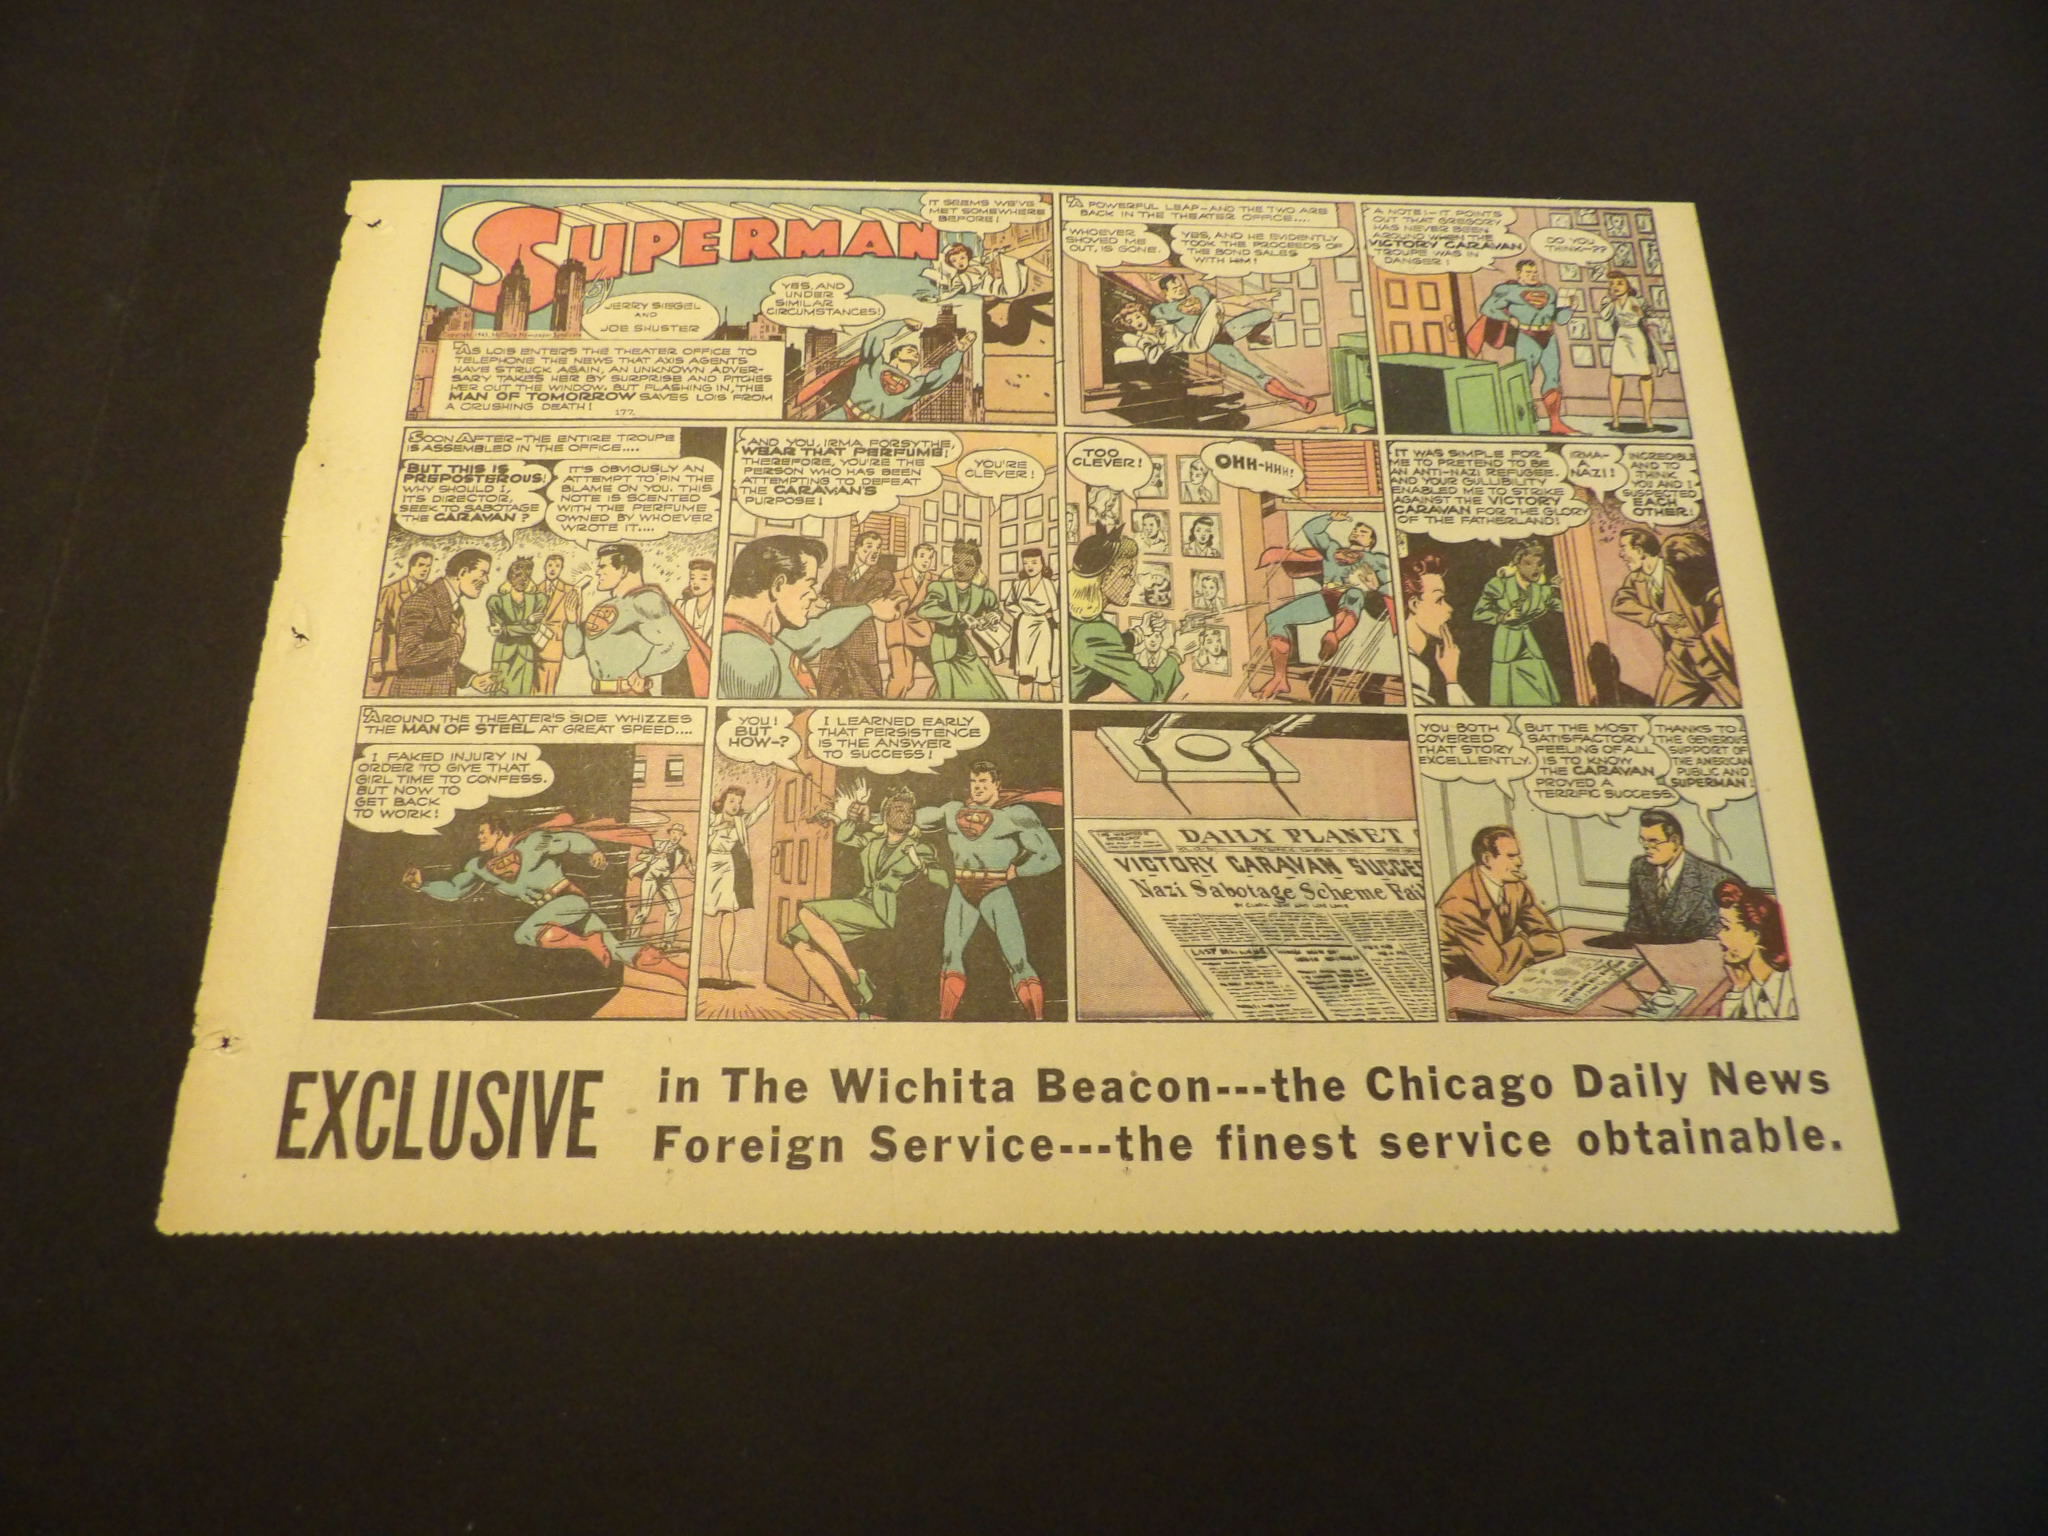 SUPERMAN
JERRY SIEGEL
AND
JOE SHUSTER
AS LOIS ENTERS THE THEATER OFFICE TO
TELEPHONE THE NEWS THAT AXIS AGENTS
HAVE STRUCK AGAIN, AN UNKNOWN ADVER-
SARY TAKES HER BY SURPRISE AND PITCHES
HER OUT THE WINDOW. BUT FLASHING IN, THE
MAN OF TOMORROW SAVES LOIS FROM
A CRUSHING DEATH!
177.
IT SEEMS WE'VE
MET SOMEWHERE
BEFORE!
YES, AND
UNDER
SIMILAR
CIRCUMSTANCES!
A POWERFUL LEAP-AND THE TWO ARE
BACK IN THE THEATER OFFICE....
WHOEVER
SHOVED ME
OUT, IS GONE.
YES, AND HE EVIDENTLY
TOOK THE PROCEEDS OF
THE BOND SALES
WITH HIM!
A NOTE!-IT POINTS
OUT THAT GREGORY
HAS NEVER BEEN
AROUND WHEN THE
VICTORY CARAVAN
TROUPE WAS IN
DANGER!
DO YOU
THINK-??
SOON AFTER-THE ENTIRE TROUPE
IS ASSEMBLED IN THE OFFICE....
BUT THIS IS
PREPOSTEROUS!
WHY SHOULD I,
ITS DIRECTOR,
SEEK TO SABOTAGE
THE CARAVAN?
IT'S OBVIOUSLY AN
ATTEMPT TO PIN THE
BLAME ON YOU. THIS
NOTE IS SCENTED
WITH THE PERFUME
OWNED BY WHOEVER
WROTE IT....
AND YOU, IRMA FORSYTHE,
WEAR THAT PERFUME!
THEREFORE, YOU'RE THE
PERSON WHO HAS BEEN
ATTEMPTING TO DEFEAT
THE CARAVAN'S
PURPOSE!
YOU'RE
CLEVER!
TOO
CLEVER!
OHH-HHH!
IT WAS SIMPLE FOR
ME TO PRETEND TO BE
AN ANTI-NAZI REFUGEE.
AND YOUR GULLIBILITY
ENABLED ME TO STRIKE
AGAINST THE VICTORY
CARAVAN FOR THE GLORY
OF THE FATHERLAND!
IRMA-
A
NAZI!
INCREDIBLE
AND TO
THINK
YOU AND I
SUSPECTED
EACH
OTHER!
AROUND THE THEATER'S SIDE WHIZZES
THE MAN OF STEEL AT GREAT SPEED....
I FAKED INJURY IN
ORDER TO GIVE THAT
GIRL TIME TO CONFESS.
BUT NOW TO
GET BACK
TO WORK!
YOU!
BUT
HOW-?
I LEARNED EARLY
THAT PERSISTENCE
IS THE ANSWER
TO SUCCESS!
DAILY PLANET
VICTORY CARAVAN SUCCE
Nazi Sabotage Scheme Fai
BY CLARK KENT AND LOIS LANE
YOU BOTH
COVERED
THAT STORY
EXCELLENTLY.
BUT THE MOST
SATISFACTORY
FEELING OF ALL
IS TO KNOW
THE CARAVAN
PROVED A
TERRIFIC SUCCESS.
THANKS TO
THE GENEROUS
SUPPORT OF
THE AMERICAN
PUBLIC AND
SUPERMAN!
EXCLUSIVE
in The Wichita Beacon---the Chicago Daily News
Foreign Service---the finest service obtainable.